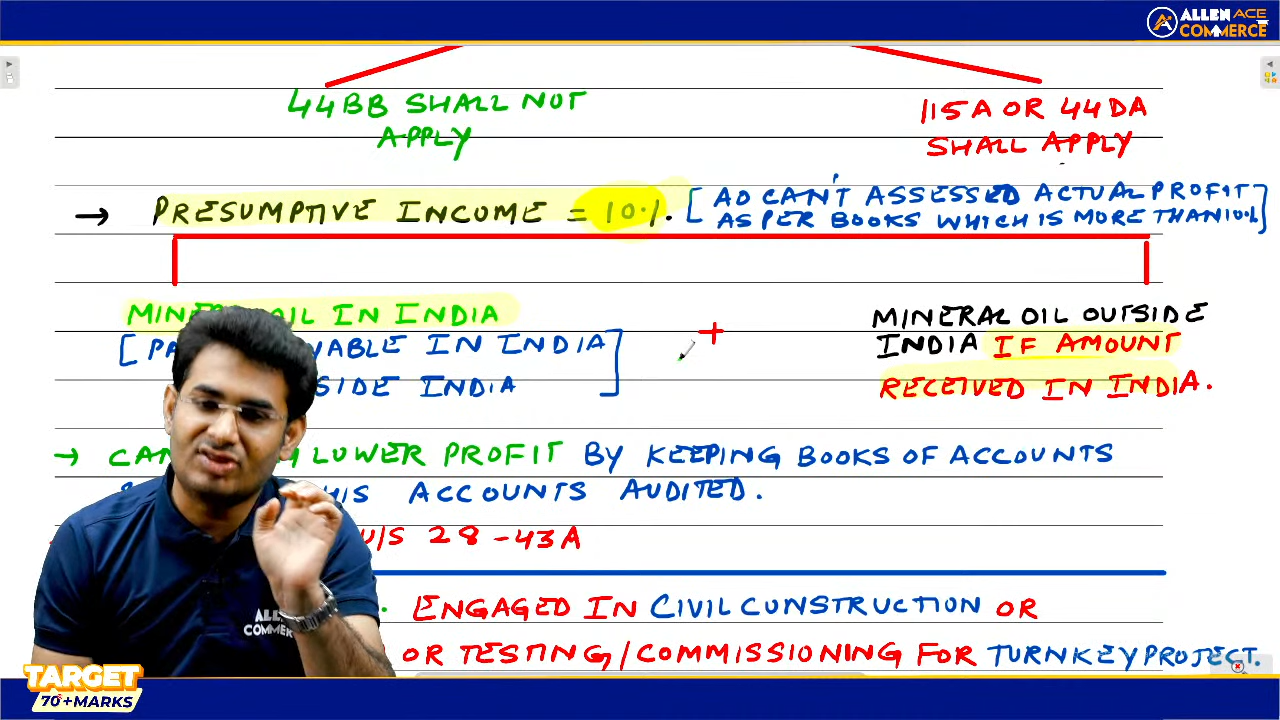 ALLEN ACE
COMMERCE
44BB SHALL NOT
APPLY
115A OR 44DA
SHALL APPLY
→ PRESUMPTIVE INCOME = 10%. [AO CAN'T ASSESSED ACTUAL PROFIT
AS PER BOOKS WHICH IS MORE THAN 10%]
MINERAL OIL IN INDIA
[PA ABLE IN INDIA
SIDE INDIA]
+
MINERAL OIL OUTSIDE
INDIA IF AMOUNT
RECEIVED IN INDIA.
→ CAN LOWER PROFIT BY KEEPING BOOKS OF ACCOUNTS
HIS ACCOUNTS AUDITED.
U/S 28-43A
ENGAGED IN CIVIL CONSTRUCTION OR
OR TESTING/COMMISSIONING FOR TURNKEY PROJECT.
ALL
COMMER
TARGET
70+MARKS